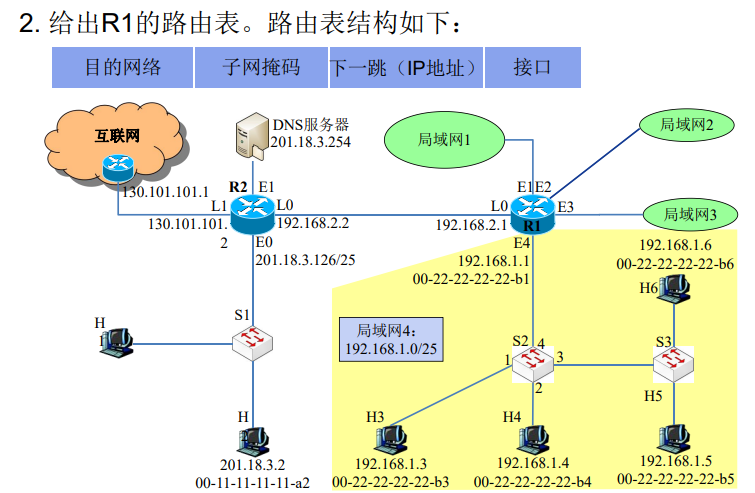 2. 给出R1的路由表。路由表结构如下：
目的网络 子网掩码 下一跳（IP地址） 接口
互联网
130.101.101.1
DNS服务器
201.18.3.254
局域网1
局域网2
局域网3
R2 E1
L1 L0
130.101.101.
2
192.168.2.2
E0
201.18.3.126/25
E1E2
L0 E3
192.168.2.1 R1
E4
192.168.1.1
00-22-22-22-22-b1
192.168.1.6
00-22-22-22-22-b6
H6
局域网4：
192.168.1.0/25
S1
H
S2 4
1 3
2
S3
H5
H
201.18.3.2
00-11-11-11-11-a2
H3
192.168.1.3
00-22-22-22-22-b3
H4
192.168.1.4
00-22-22-22-22-b4
192.168.1.5
00-22-22-22-22-b5